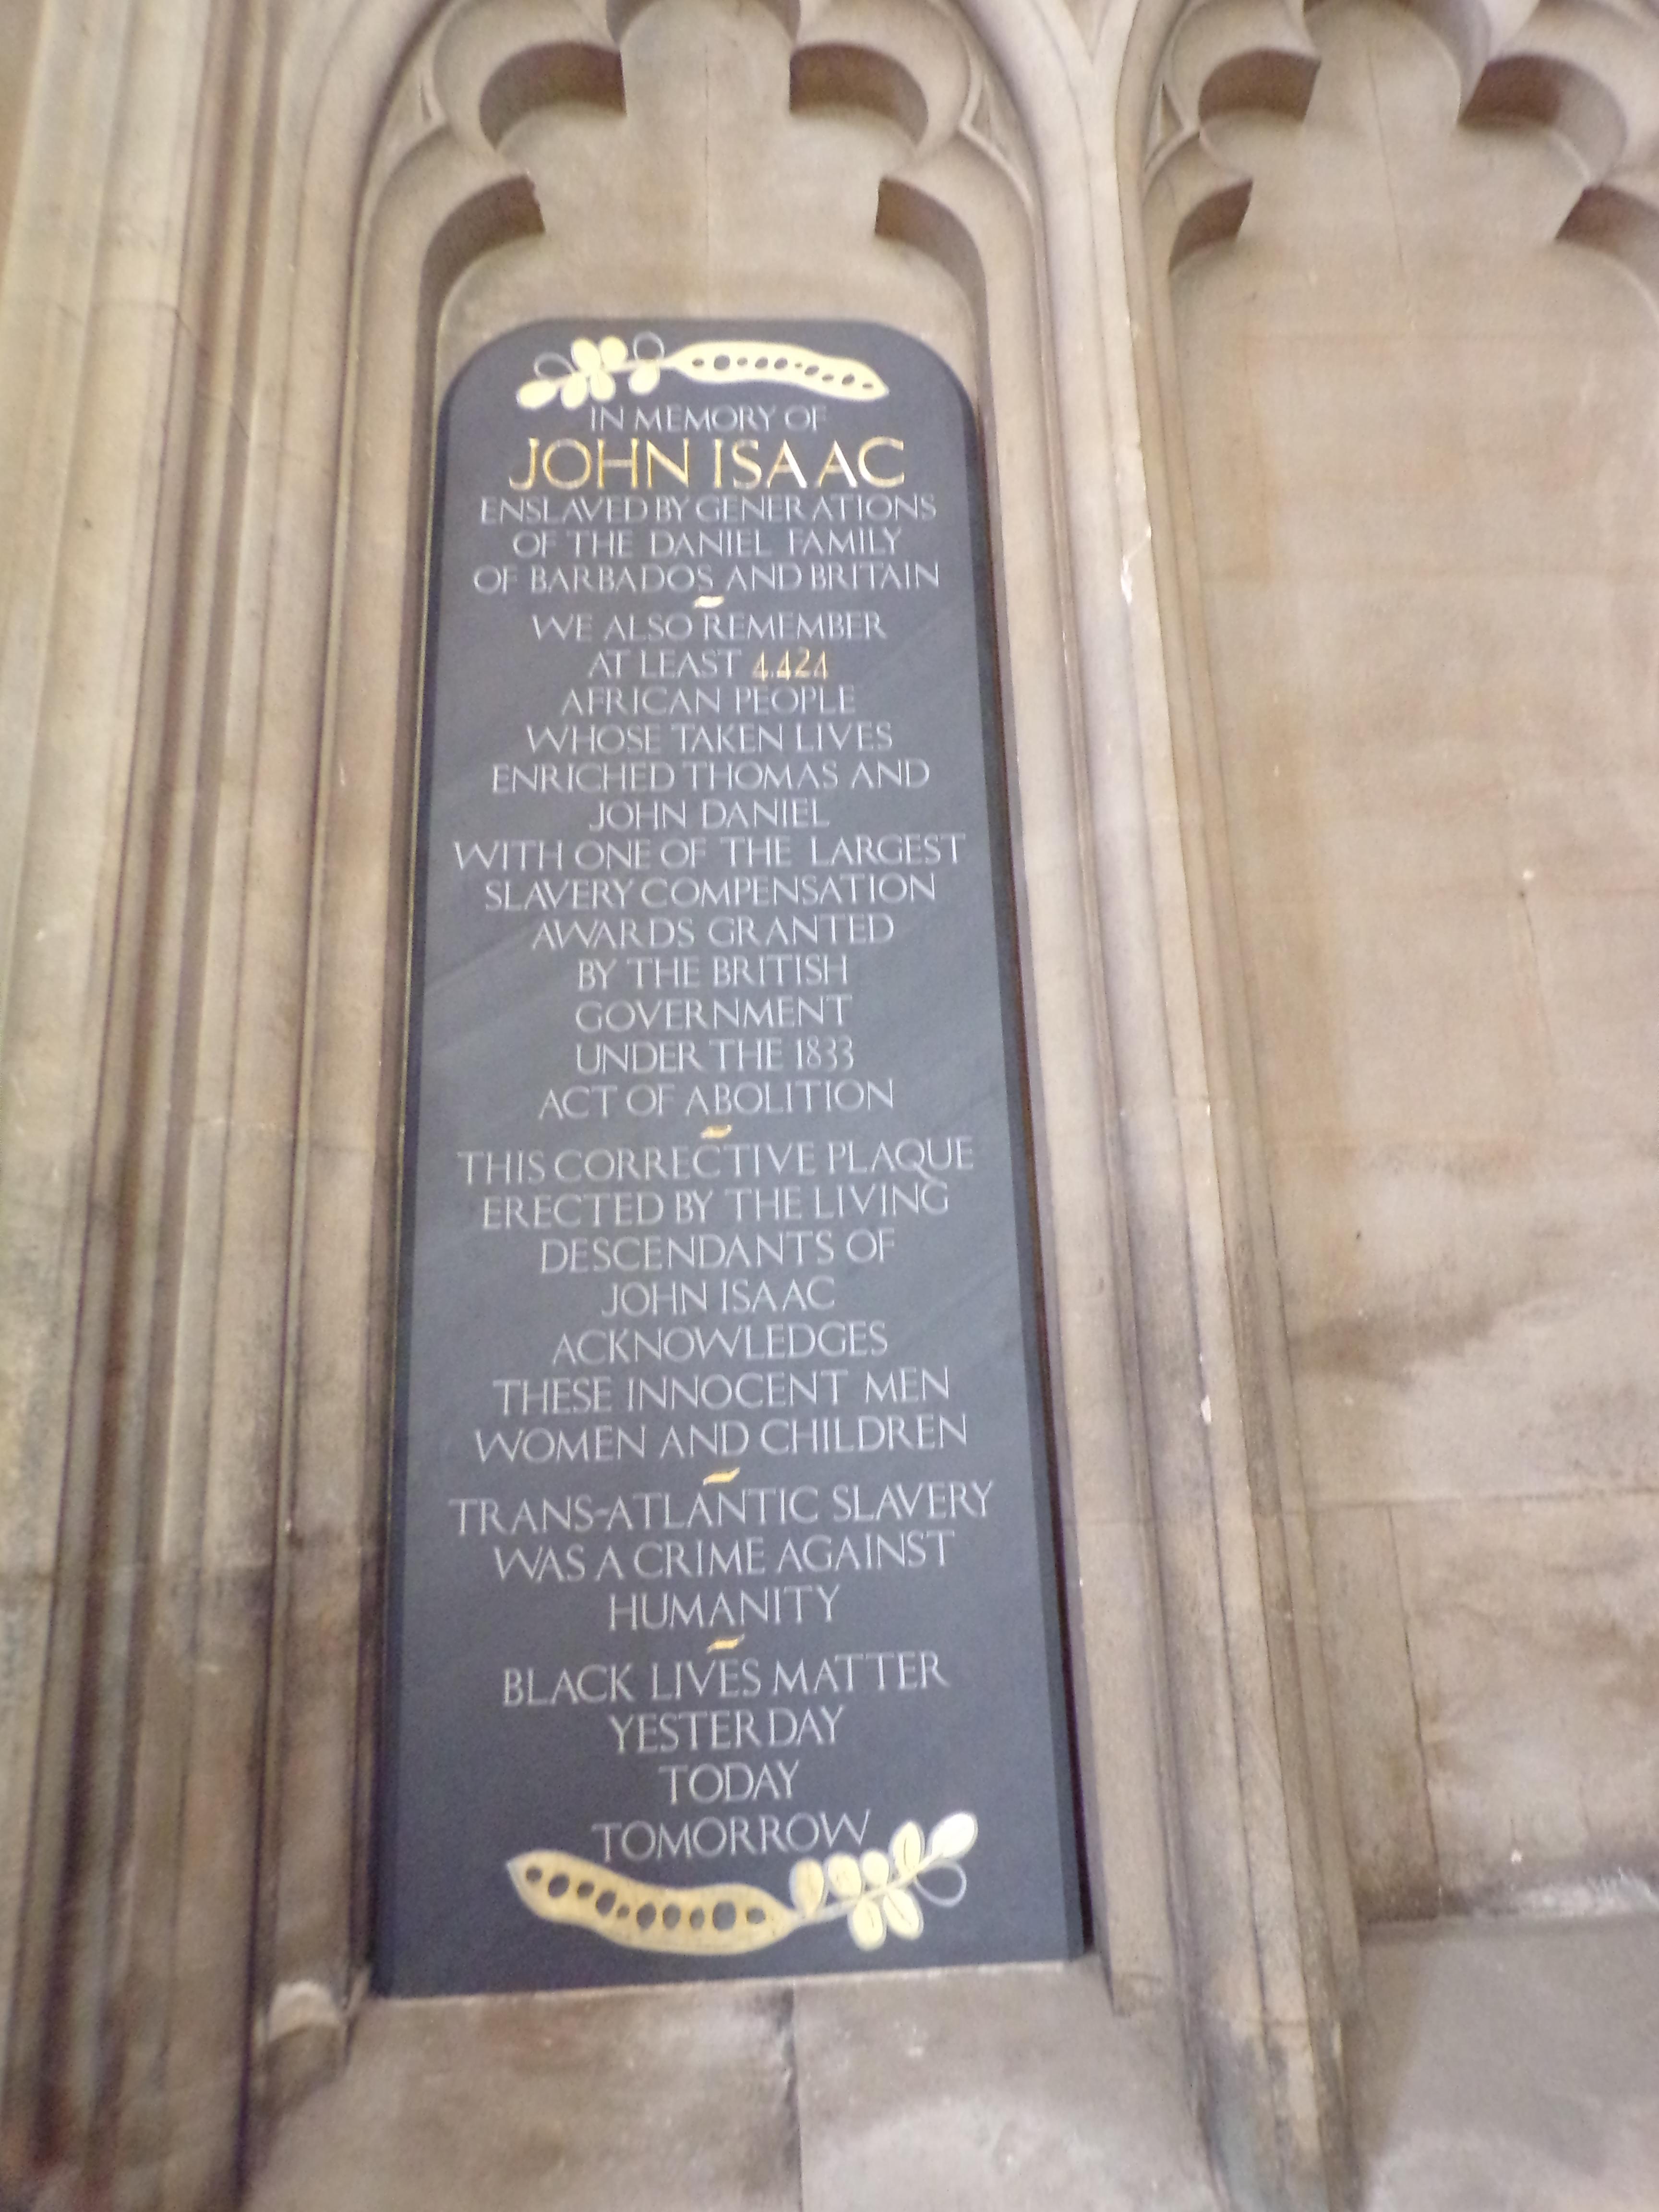 IN MEMORY OF
JOHN ISAAC
ENSLAVED BY GENERATIONS
OF THE DANIEL FAMILY
OF BARBADOS AND BRITAIN
WE ALSO REMEMBER
AT LEAST 4,424
AFRICAN PEOPLE
WHOSE TAKEN LIVES
ENRICHED THOMAS AND
JOHN DANIEL
WITH ONE OF THE LARGEST
SLAVERY COMPENSATION
AWARDS GRANTED
BY THE BRITISH
GOVERNMENT
UNDER THE 1833
ACT OF ABOLITION
THIS CORRECTIVE PLAQUE
ERECTED BY THE LIVING
DESCENDANTS OF
JOHN ISAAC
ACKNOWLEDGES
THESE INNOCENT MEN
WOMEN AND CHILDREN
TRANS-ATLANTIC SLAVERY
WAS A CRIME AGAINST
HUMANITY
BLACK LIVES MATTER
YESTERDAY
TODAY
TOMORROW